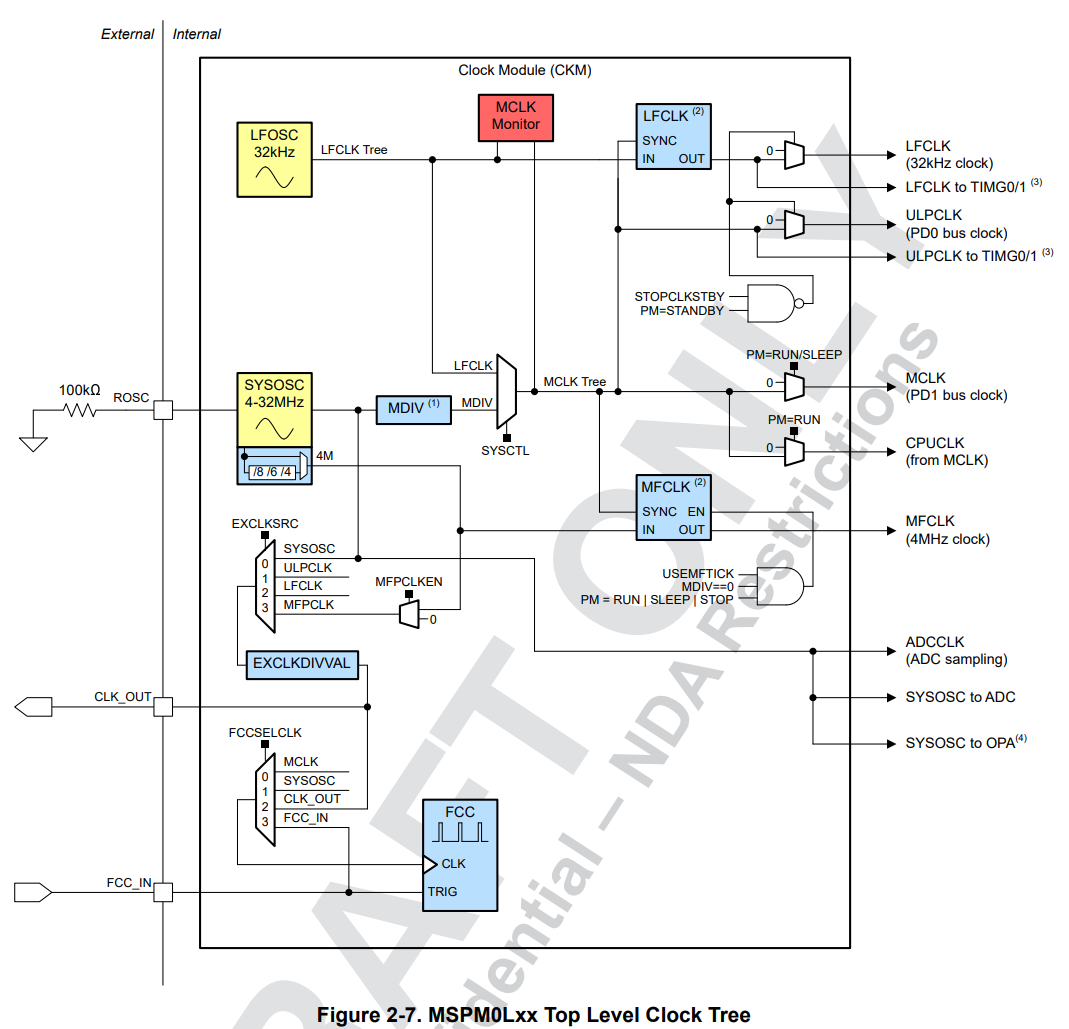 External
Internal
Clock Module (CKM)
MCLK
Monitor
LFOSC
32kHz
LFCLK Tree
LFCLK (2)
SYNC
IN OUT
0
LFCLK
(32kHz clock)
LFCLK to TIMG0/1 (3)
0
ULPCLK
(PD0 bus clock)
ULPCLK to TIMG0/1 (3)
STOPCLKSTBY
PM=STANDBY
100kΩ
ROSC
SYSOSC
4-32MHz
/8 /6 /4
4M
MDIV (1)
LFCLK
MDIV
SYSCTL
MCLK Tree
PM=RUN/SLEEP
0
MCLK
(PD1 bus clock)
PM=RUN
0
CPUCLK
(from MCLK)
MFCLK (2)
SYNC EN
IN OUT
MFCLK
(4MHz clock)
USEMFTICK
MDIV==0
PM = RUN | SLEEP | STOP
EXCLKSRC
0
1
2
3
SYSOSC
ULPCLK
LFCLK
MFPCLK
MFPCLKEN
0
EXCLKDIVVAL
ADCCLK
(ADC sampling)
SYSOSC to ADC
SYSOSC to OPA(4)
CLK_OUT
FCCSELCLK
0
1
2
3
MCLK
SYSOSC
CLK_OUT
FCC_IN
FCC
CLK
TRIG
FCC_IN
Figure 2-7. MSPM0Lxx Top Level Clock Tree
RAFT ONLY
dential — NDA Restrictions